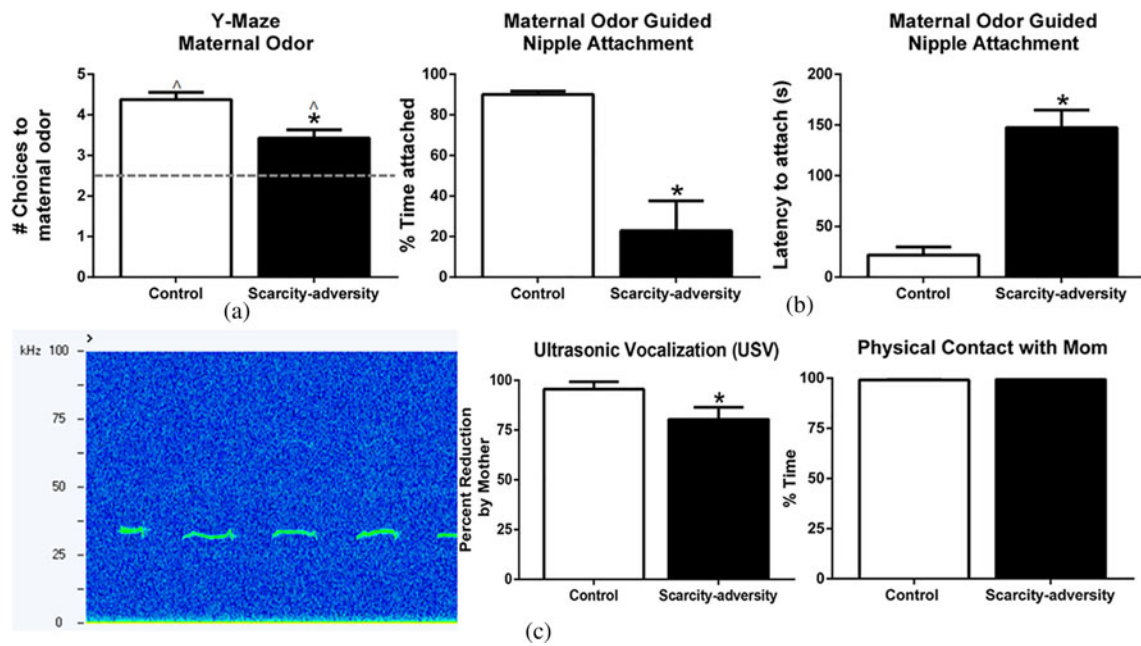 Y-Maze
Maternal Odor
# Choices to
maternal odor
5
4
3
2
1
0
^
^
*
Control
Scarcity-adversity
(a)
Maternal Odor Guided
Nipple Attachment
% Time attached
100
80
60
40
20
0
*
Control
Scarcity-adversity
Maternal Odor Guided
Nipple Attachment
Latency to attach (s)
200
150
100
50
0
*
Control
Scarcity-adversity
(b)
>
kHz 100
75
50
25
0
Ultrasonic Vocalization (USV)
Percent Reduction
by Mother
100
75
50
25
0
*
Control
Scarcity-adversity
Physical Contact with Mom
% Time
100
75
50
25
0
Control
Scarcity-adversity
(c)